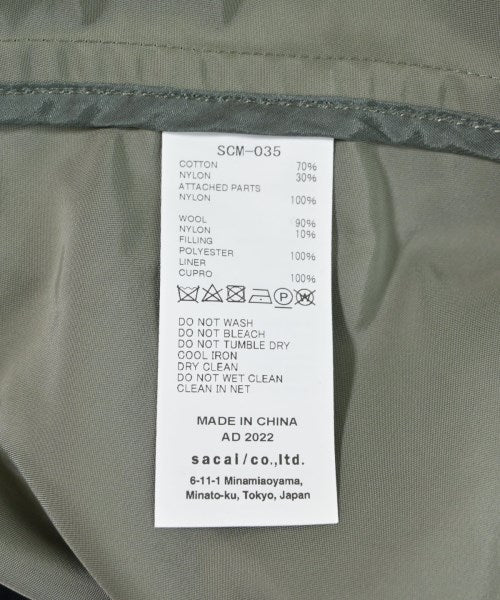 SCM-035
COTTON 70%
NYLON 30%
ATTACHED PARTS
NYLON 100%
WOOL 90%
NYLON 10%
FILLING
POLYESTER 100%
LINER
CUPRO 100%
P W
DO NOT WASH
DO NOT BLEACH
DO NOT TUMBLE DRY
COOL IRON
DRY CLEAN
DO NOT WET CLEAN
CLEAN IN NET
MADE IN CHINA
AD 2022
sacai/co.,ltd.
6-11-1 Minamiaoyama,
Minato-ku, Tokyo, Japan